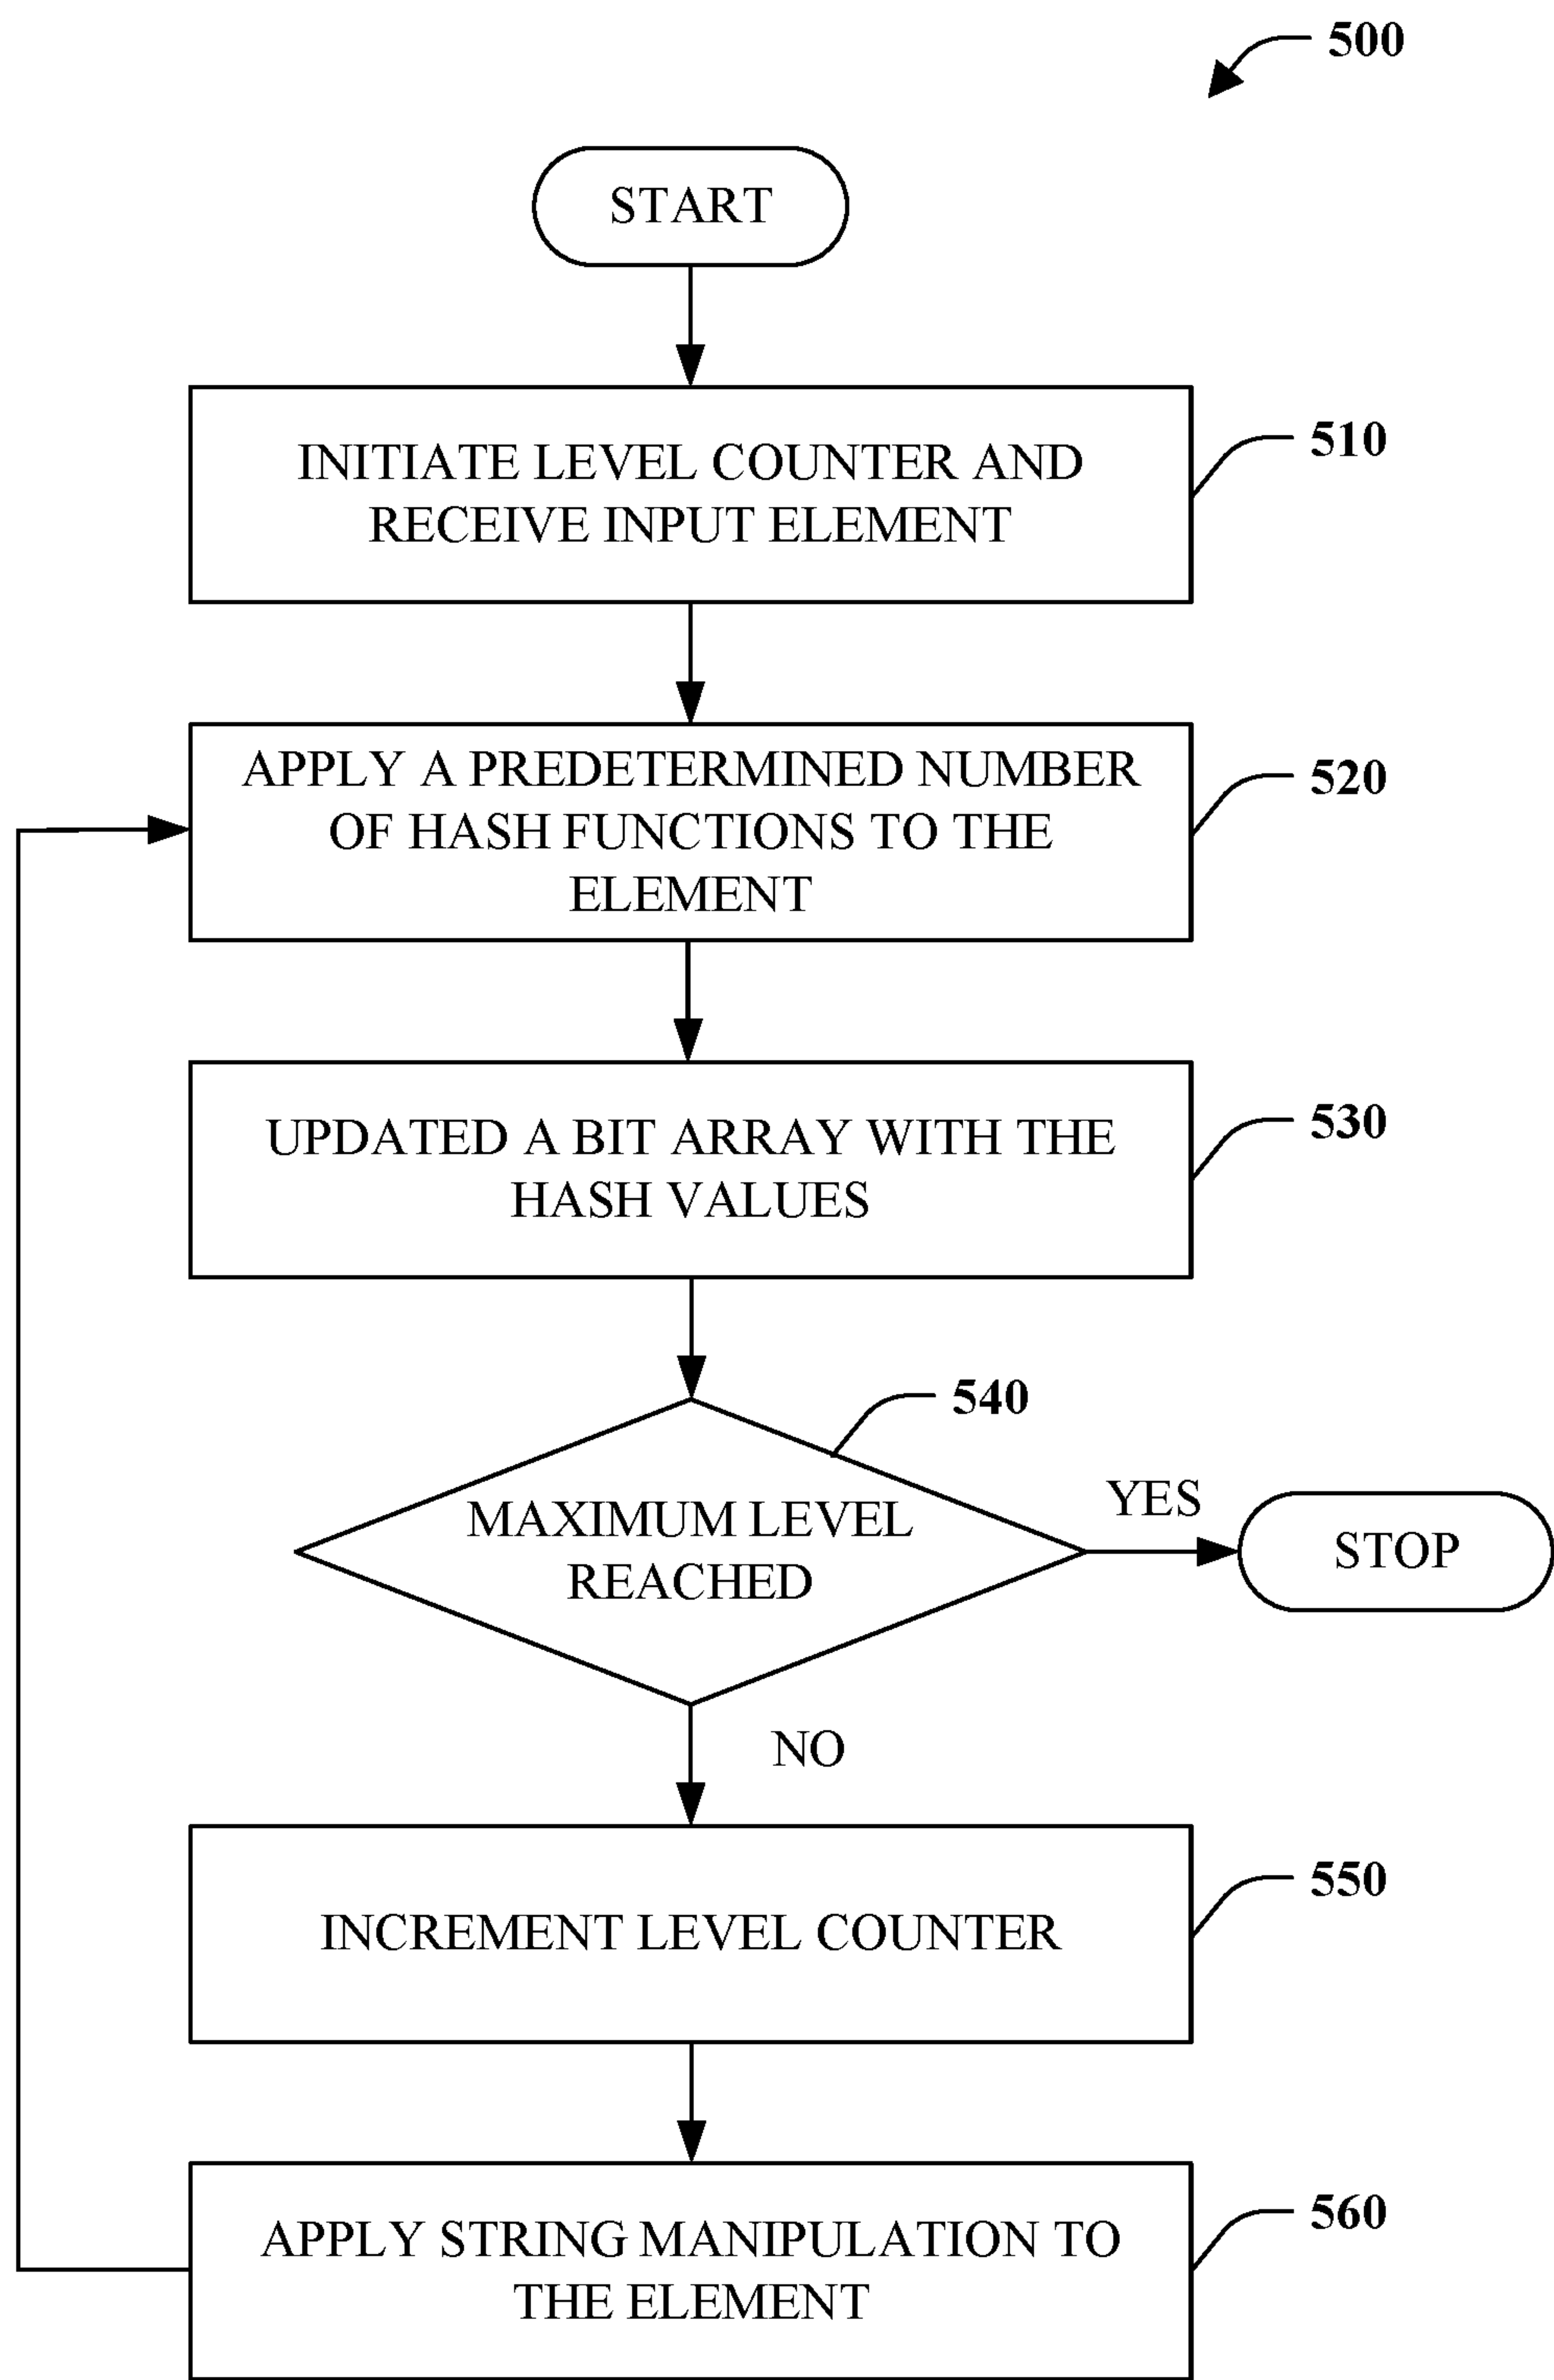 500
START
INITIATE LEVEL COUNTER AND
RECEIVE INPUT ELEMENT
510
APPLY A PREDETERMINED NUMBER
OF HASH FUNCTIONS TO THE
ELEMENT
520
UPDATED A BIT ARRAY WITH THE
HASH VALUES
530
540
MAXIMUM LEVEL
REACHED
YES
STOP
NO
INCREMENT LEVEL COUNTER
550
APPLY STRING MANIPULATION TO
THE ELEMENT
560